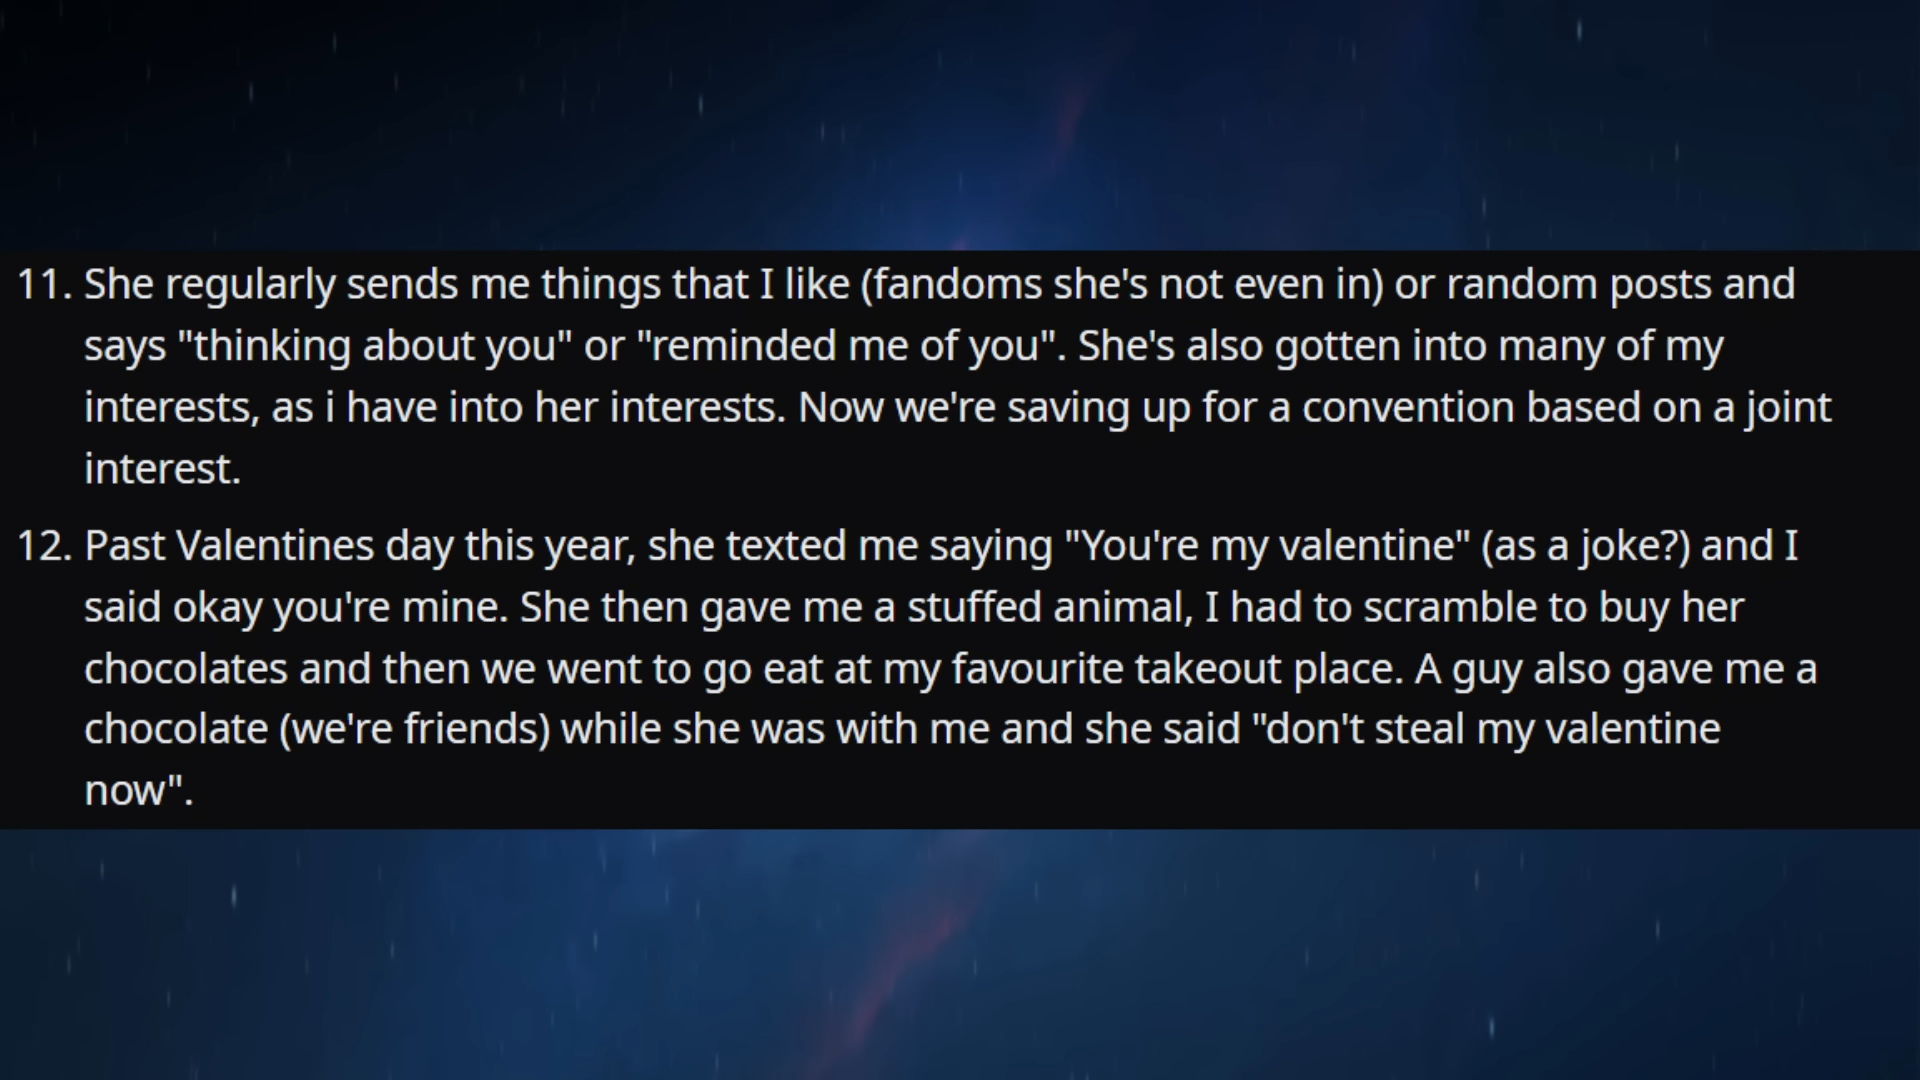 11. She regularly sends me things that I like (fandoms she's not even in) or random posts and
says "thinking about you" or "reminded me of you". She's also gotten into many of my
interests, as i have into her interests. Now we're saving up for a convention based on a joint
interest.
12. Past Valentines day this year, she texted me saying "You're my valentine" (as a joke?) and I
said okay you're mine. She then gave me a stuffed animal, I had to scramble to buy her
chocolates and then we went to go eat at my favourite takeout place. A guy also gave me a
chocolate (we're friends) while she was with me and she said "don't steal my valentine
now".